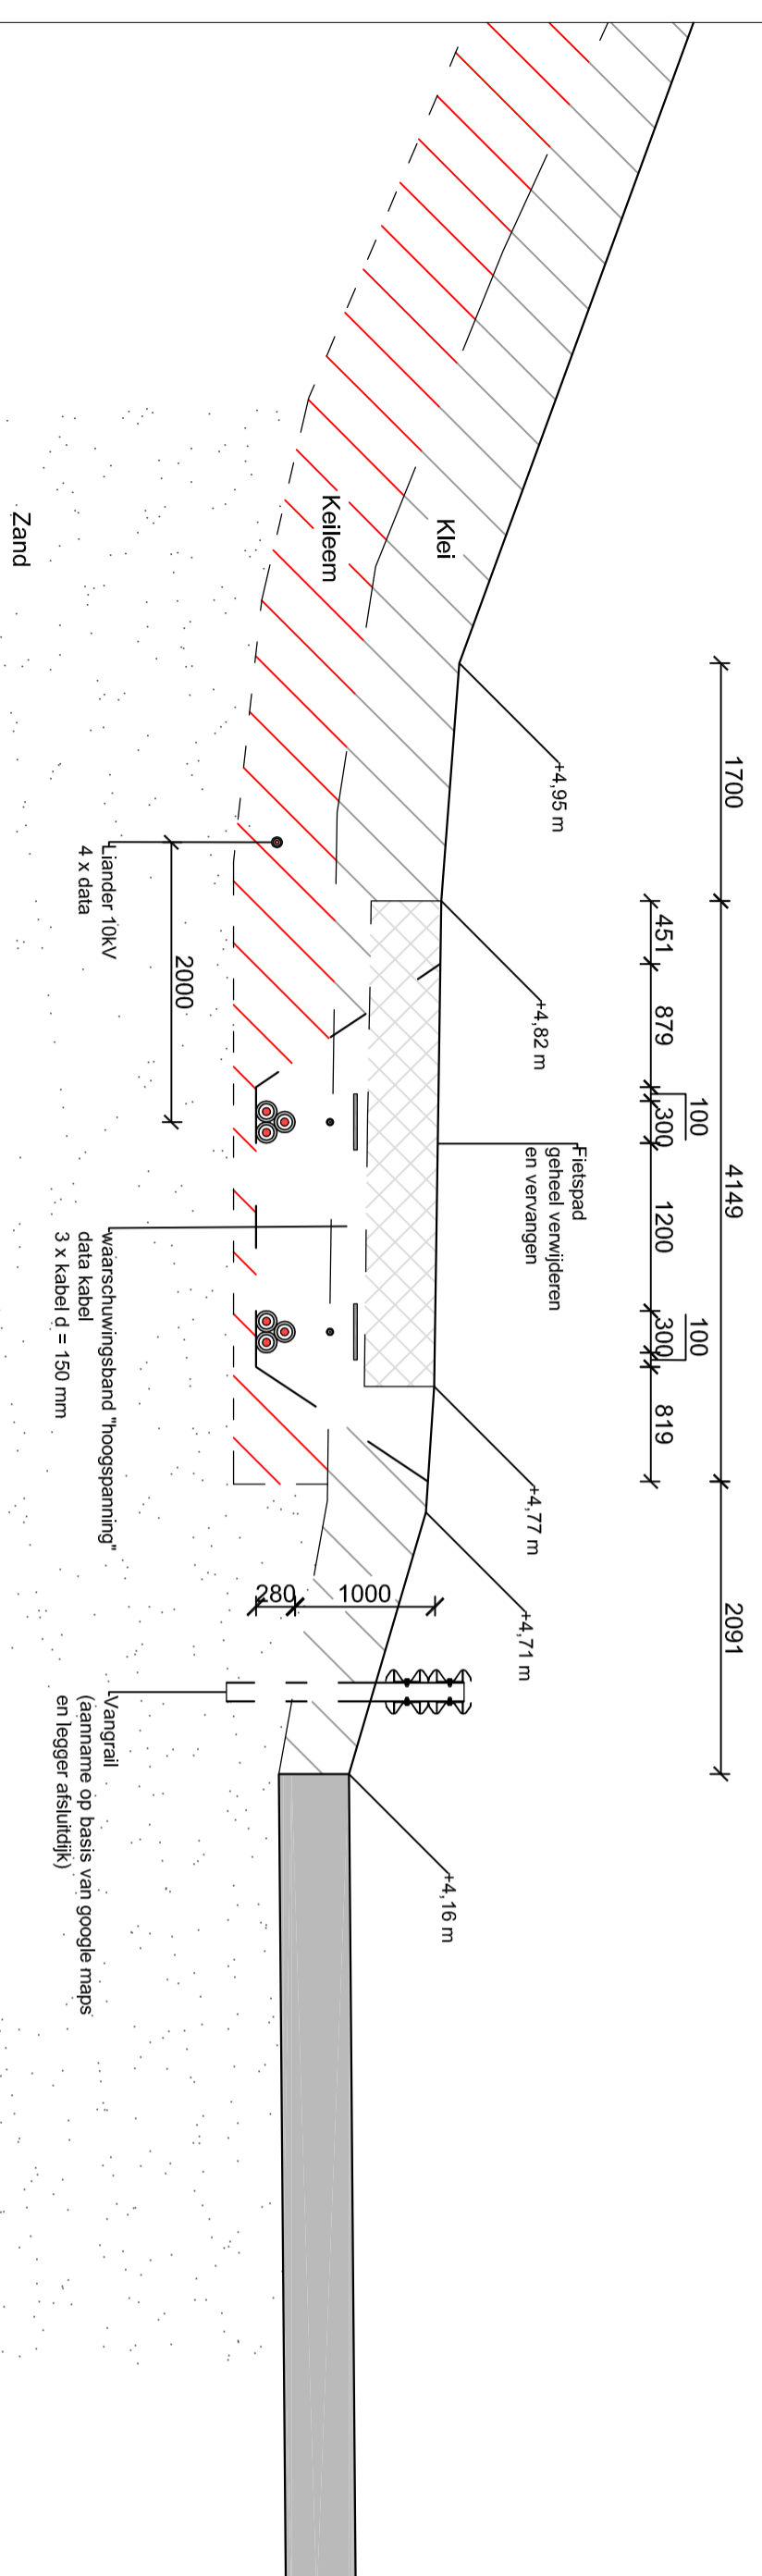 1700
4149
2091
100
100
451
879
300
1200
300
819
+4,95 m
+4,82 m
+4,77 m
+4,71 m
+4,16 m
Fietspad
geheel verwijderen
en vervangen
Klei
Keileem
Zand
1000
280
2000
Liander 10kV
4 x data
waarschuwingsband "hoogspanning"
data kabel
3 x kabel d = 150 mm
Vangrail
(aanname op basis van google maps
en legger afsluitdijk)